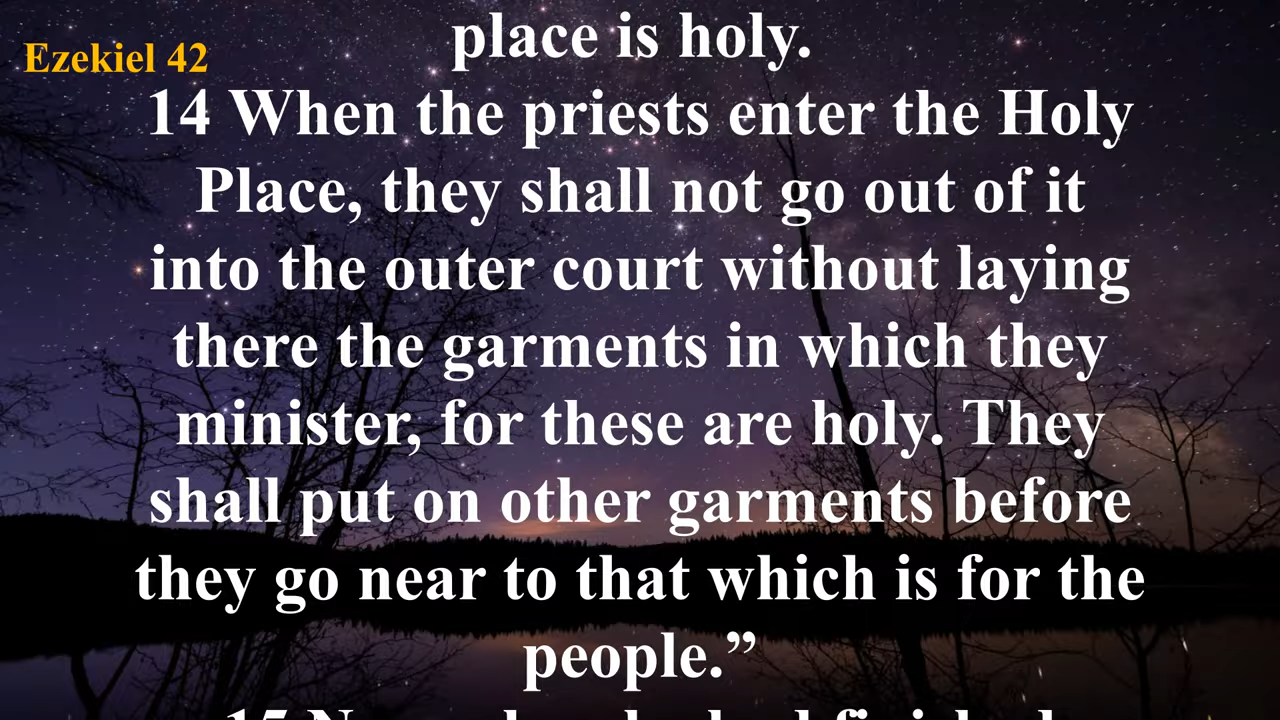 Ezekiel 42
place is holy.
14 When the priests enter the Holy
Place, they shall not go out of it
into the outer court without laying
there the garments in which they
minister, for these are holy. They
shall put on other garments before
they go near to that which is for the
people.”